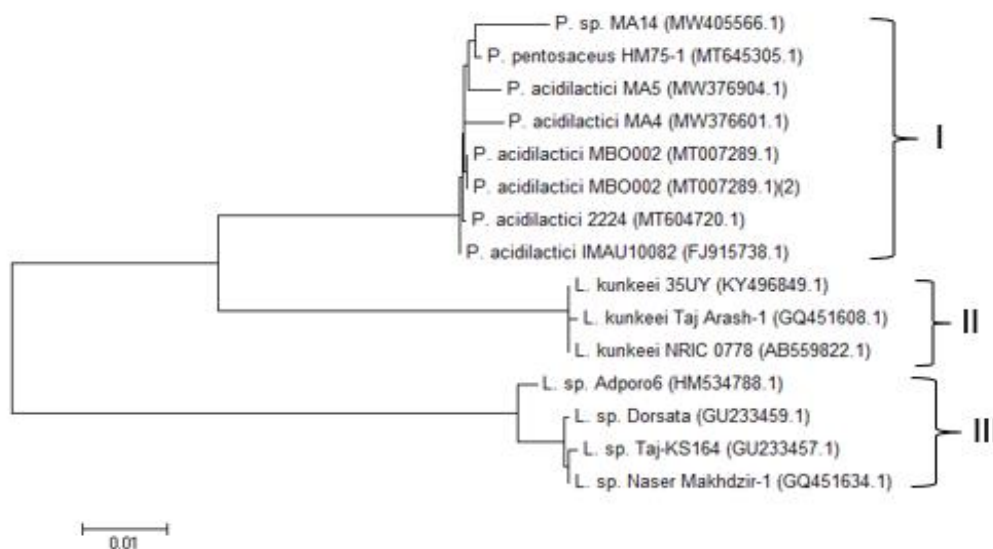 P. sp. MA14 (MW405566.1)
P. pentosaceus HM75-1 (MT645305.1)
P. acidilactici MA5 (MW376904.1)
P. acidilactici MA4 (MW376601.1)
P. acidilactici MBO002 (MT007289.1)
P. acidilactici MBO002 (MT007289.1)(2)
P. acidilactici 2224 (MT604720.1)
P. acidilactici IMAU10082 (FJ915738.1)
I
L. kunkeei 35UY (KY496849.1)
L. kunkeei Taj Arash-1 (GQ451608.1)
L. kunkeei NRIC 0778 (AB559822.1)
II
L. sp. Adporo6 (HM534788.1)
L. sp. Dorsata (GU233459.1)
L. sp. Taj-KS164 (GU233457.1)
L. sp. Naser Makhdzir-1 (GQ451634.1)
III
0.01